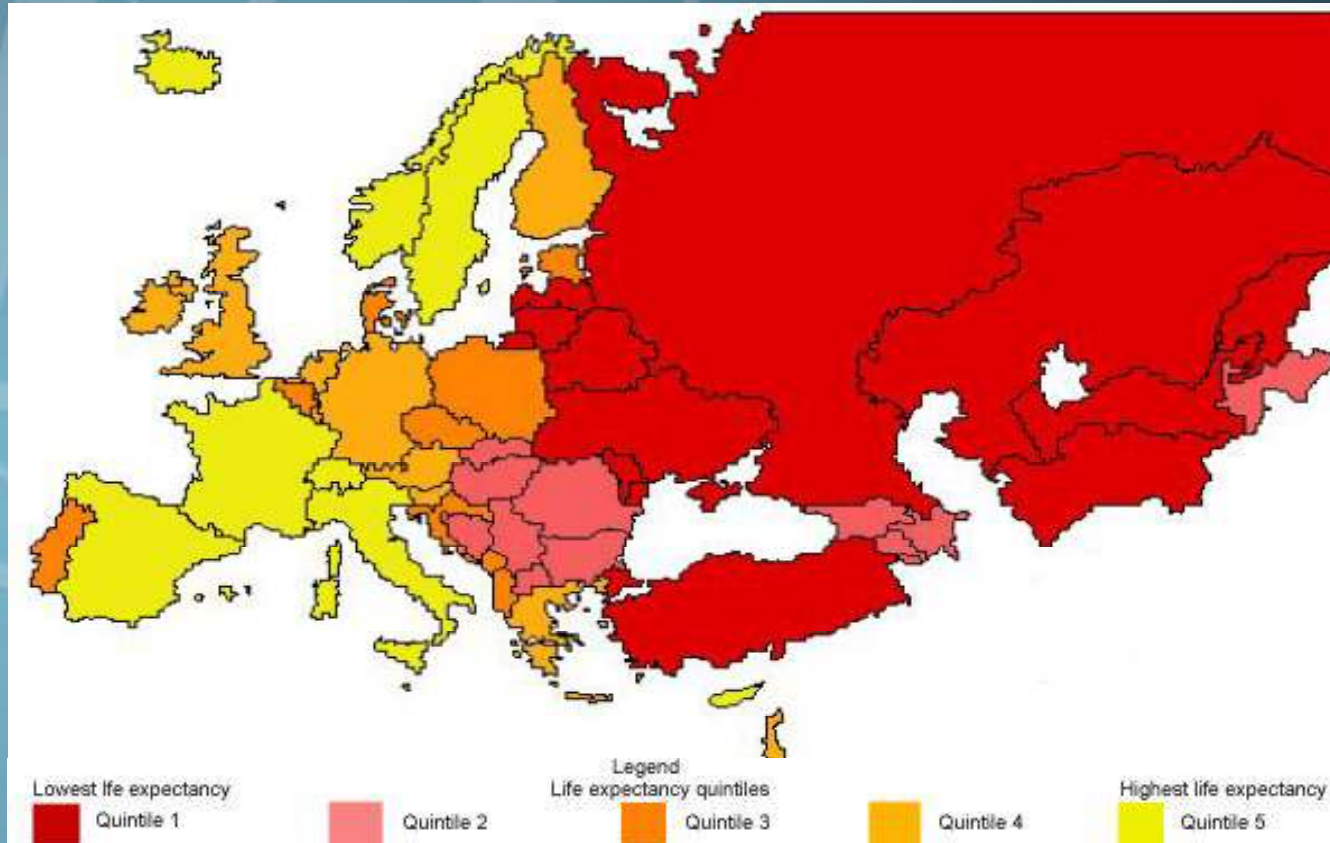 Legend
Lowest lfe expectancy Life expectancy quintiles Highest life expectancy
Quintile 1 Quintile 2 Quintile 3 Quintile 4 Quintile 5